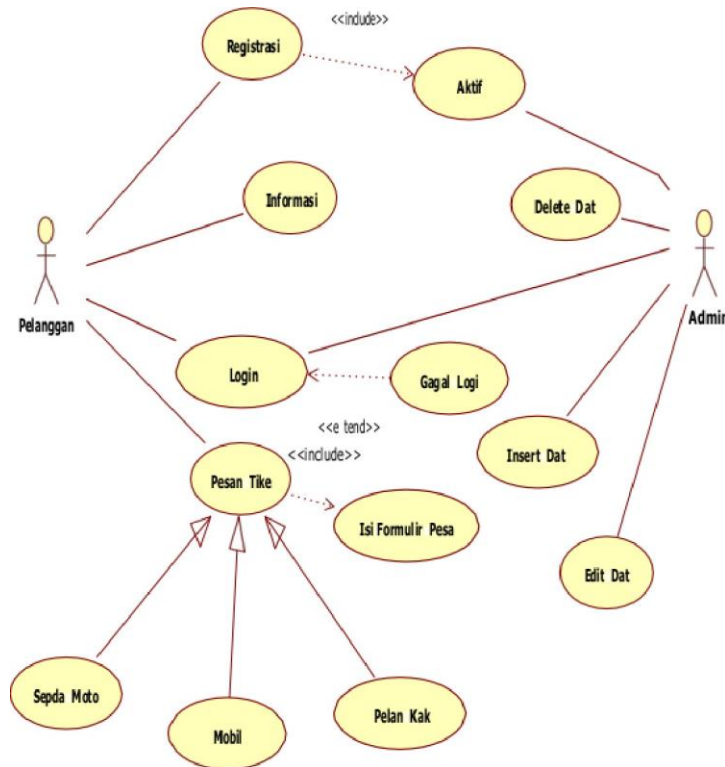 <<indude>>
Registrasi
Aktif
Informasi
Delete Dat
Pelanggan
Admin
Login
Gagal Logi
<<e tend>>
<<include>>
Insert Dat
Pesan Tike
Isi Formulir Pesa
Edit Dat
Sepda Moto
Mobil
Pelan Kak